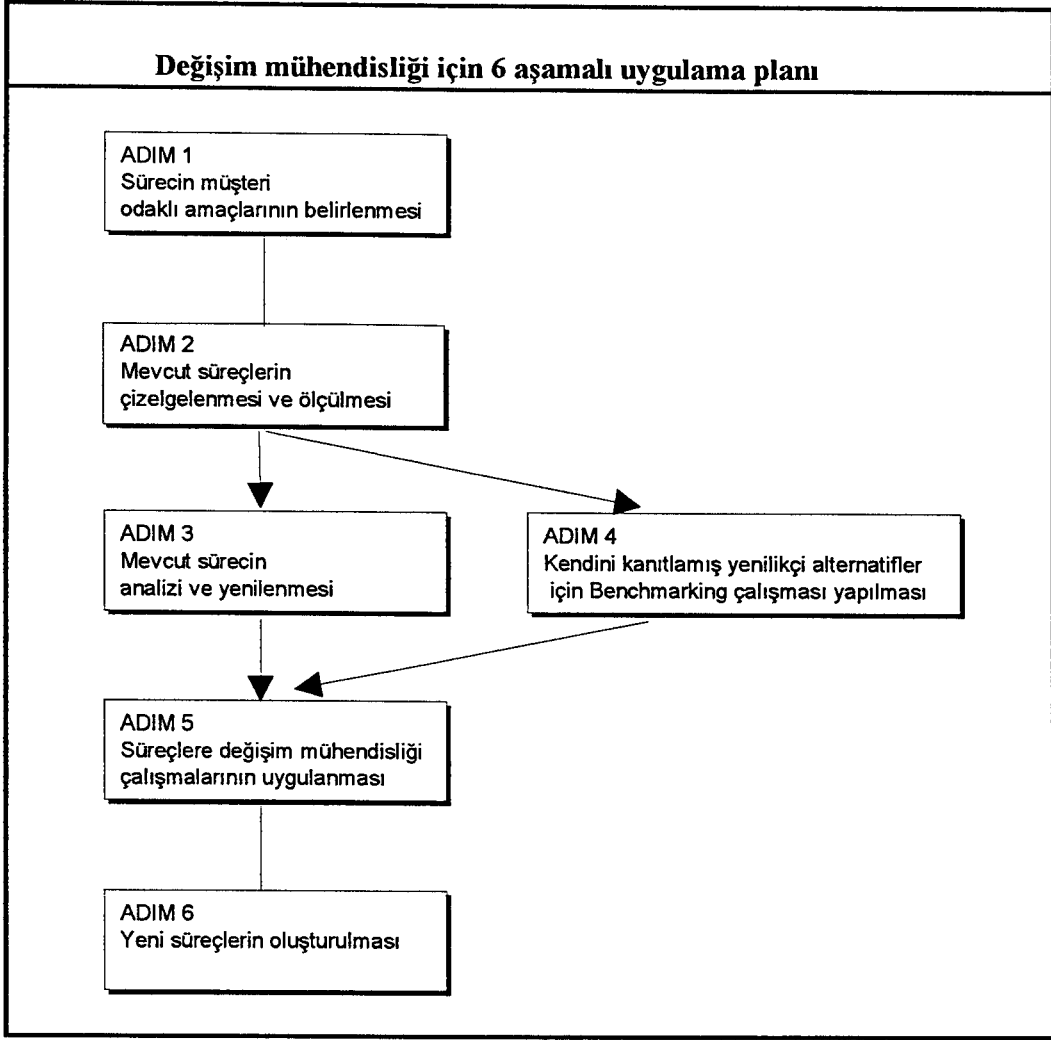 Değişim mühendisliği için 6 aşamalı uygulama planı
ADIM 1
Sürecin müşteri
odaklı amaçlarının belirlenmesi
ADIM 2
Mevcut süreçlerin
çizelgelenmesi ve ölçülmesi
ADIM 3
Mevcut sürecin
analizi ve yenilenmesi
ADIM 4
Kendini kanıtlamış yenilikçi alternatifler
için Benchmarking çalışması yapılması
ADIM 5
Süreçlere değişim mühendisliği
çalışmalarının uygulanması
ADIM 6
Yeni süreçlerin oluşturulması